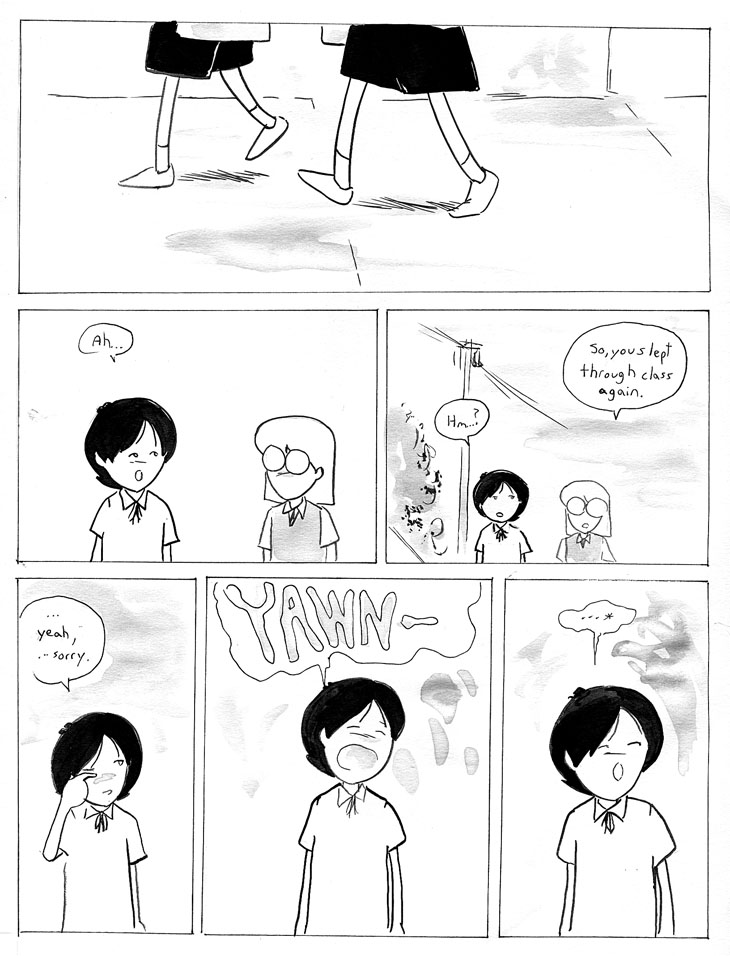 Ah...
Hm...?
So, you slept
through class
again.
...
yeah,
...sorry.
YAWN-
....*